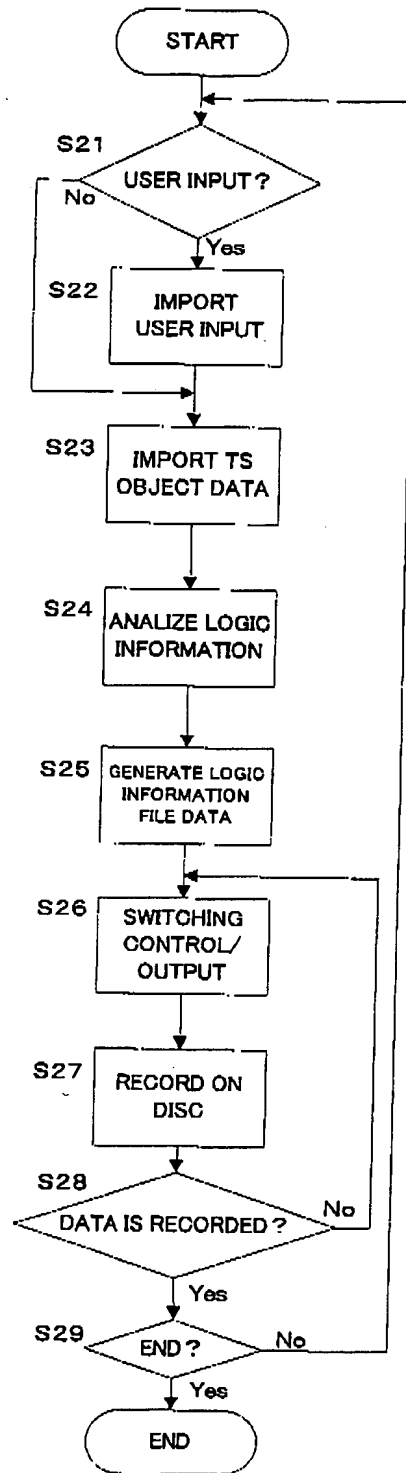 START
S21
USER INPUT?
No
Yes
S22
IMPORT
USER INPUT
S23
IMPORT TS
OBJECT DATA
S24
ANALIZE LOGIC
INFORMATION
S25
GENERATE LOGIC
INFORMATION
FILE DATA
S26
SWITCHING
CONTROL/
OUTPUT
S27
RECORD ON
DISC
S28
DATA IS RECORDED?
No
Yes
S29
END?
No
Yes
END